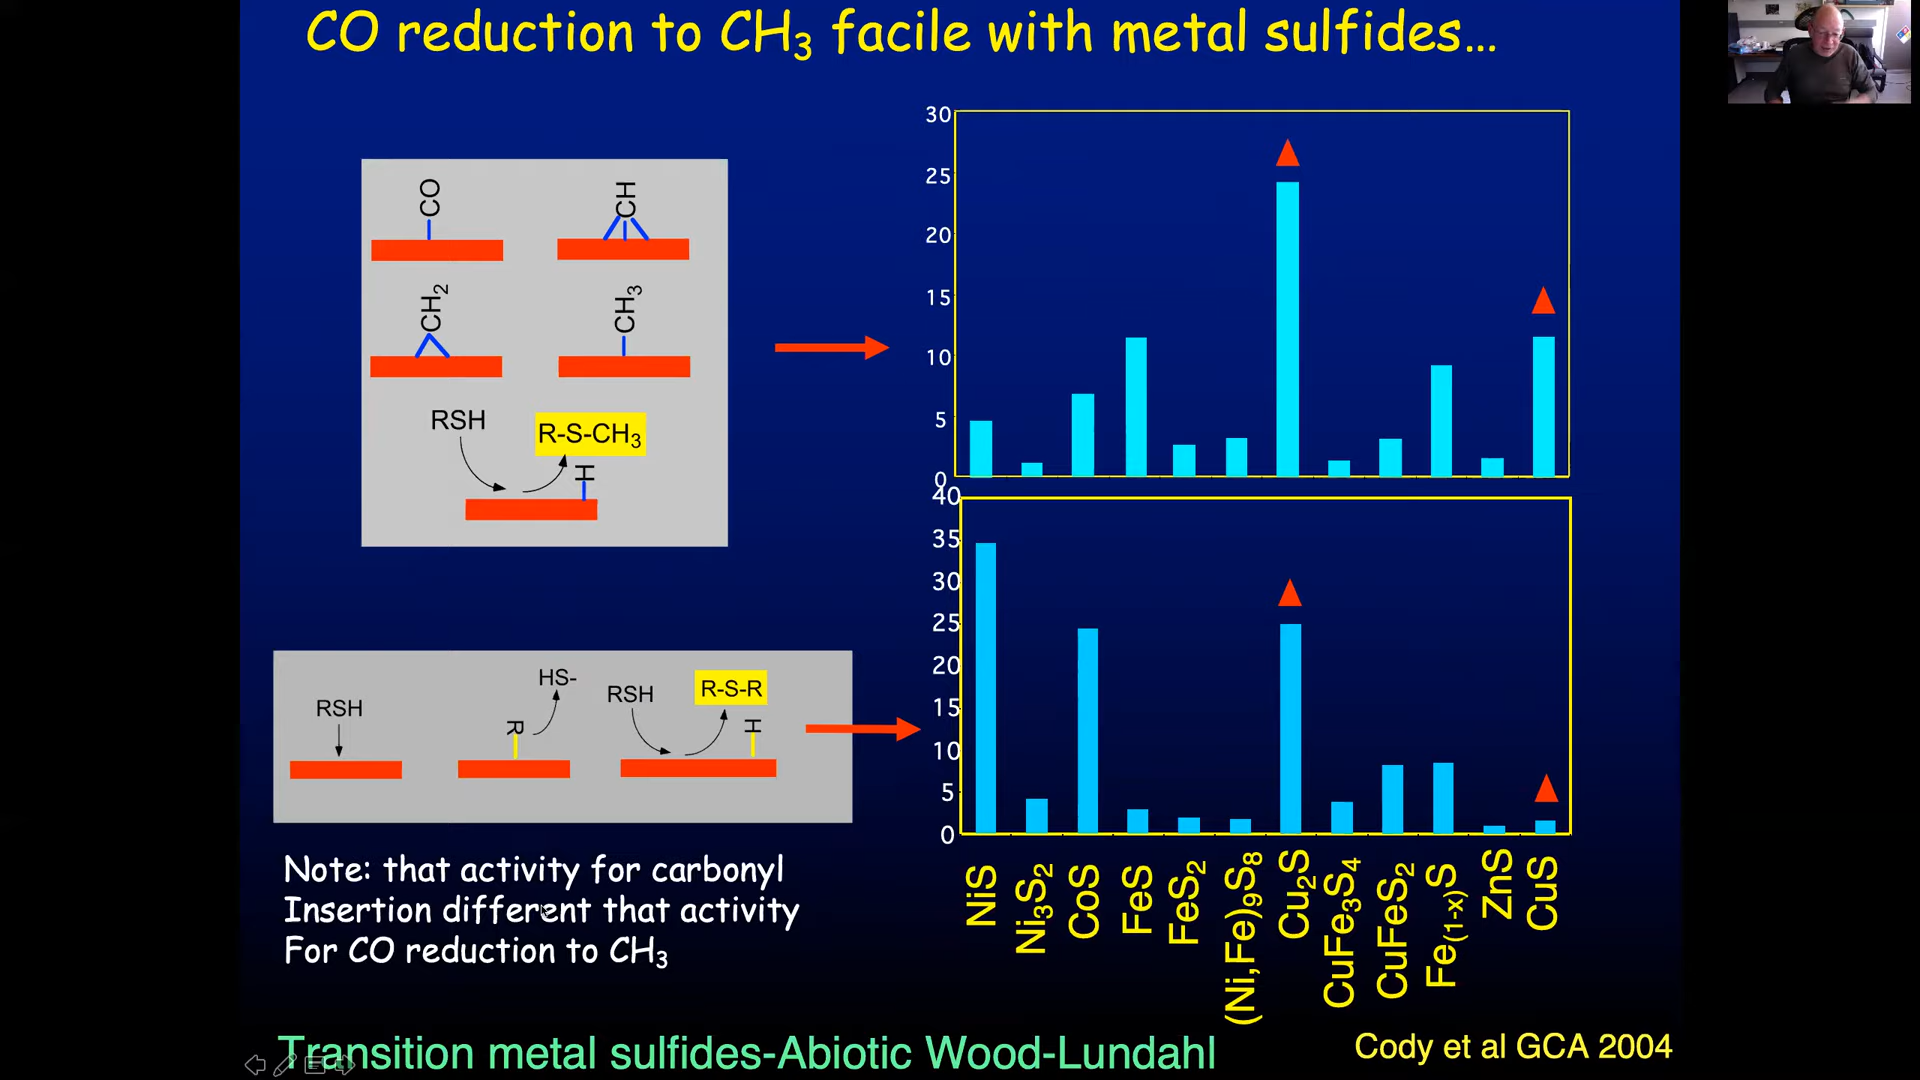 CO reduction to CH₃ facile with metal sulfides...
CO
CH
CH₂
CH₃
RSH
R-S-CH₃
H
30
25
20
15
10
5
0
RSH
R
HS-
RSH
R-S-R
H
40
35
30
25
20
15
10
5
0
NiS
Ni₃S₂
CoS
FeS
FeS₂
(Ni,Fe)₉S₈
Cu₂S
CuFe₃S₄
CuFeS₂
Fe₍₁₋ₓ₎S
ZnS
CuS
Note: that activity for carbonyl
Insertion different that activity
For CO reduction to CH₃
Transition metal sulfides-Abiotic Wood-Lundahl
Cody et al GCA 2004